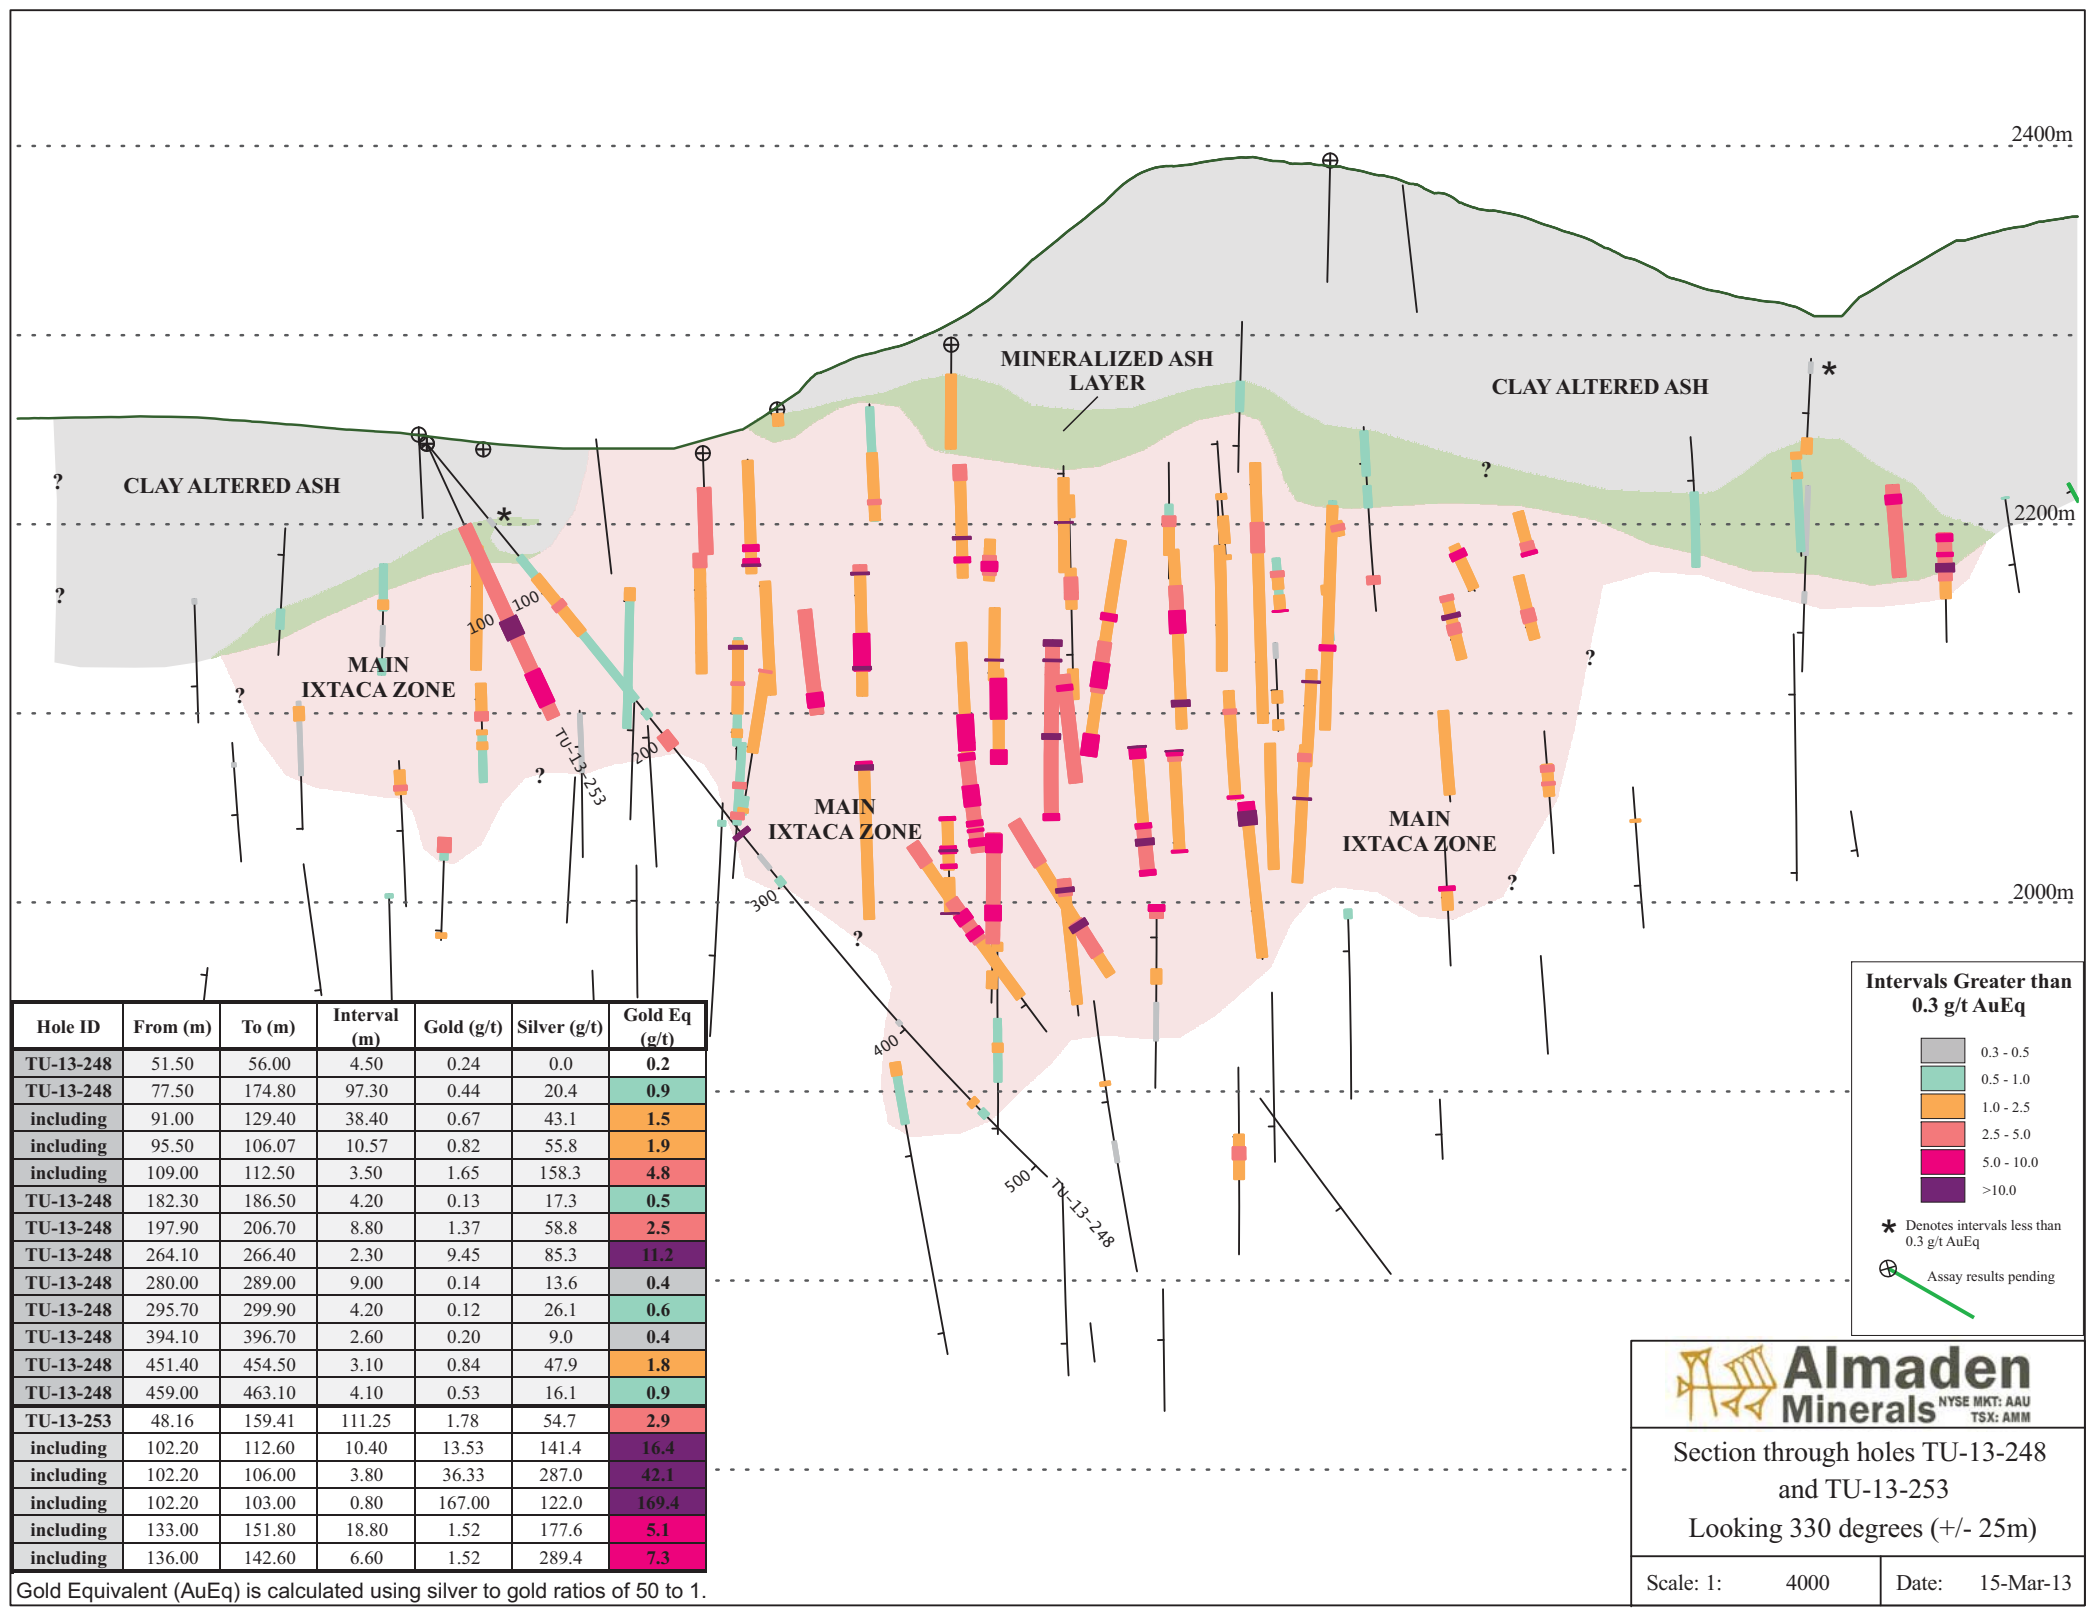 2400m
MINERALIZED ASH
LAYER
CLAY ALTERED ASH
*
?
?
CLAY ALTERED ASH
*
2200m
?
100
100
MAIN
IXTACA ZONE
?
?
TU-13-253
200
?
MAIN
IXTACA ZONE
MAIN
IXTACA ZONE
?
300
?
2000m
400
500
TU-13-248
Hole ID From (m) To (m) Interval (m) Gold (g/t) Silver (g/t) Gold Eq (g/t)
TU-13-248 51.50 56.00 4.50 0.24 0.0 0.2
TU-13-248 77.50 174.80 97.30 0.44 20.4 0.9
including 91.00 129.40 38.40 0.67 43.1 1.5
including 95.50 106.07 10.57 0.82 55.8 1.9
including 109.00 112.50 3.50 1.65 158.3 4.8
TU-13-248 182.30 186.50 4.20 0.13 17.3 0.5
TU-13-248 197.90 206.70 8.80 1.37 58.8 2.5
TU-13-248 264.10 266.40 2.30 9.45 85.3 11.2
TU-13-248 280.00 289.00 9.00 0.14 13.6 0.4
TU-13-248 295.70 299.90 4.20 0.12 26.1 0.6
TU-13-248 394.10 396.70 2.60 0.20 9.0 0.4
TU-13-248 451.40 454.50 3.10 0.84 47.9 1.8
TU-13-248 459.00 463.10 4.10 0.53 16.1 0.9
TU-13-253 48.16 159.41 111.25 1.78 54.7 2.9
including 102.20 112.60 10.40 13.53 141.4 16.4
including 102.20 106.00 3.80 36.33 287.0 42.1
including 102.20 103.00 0.80 167.00 122.0 169.4
including 133.00 151.80 18.80 1.52 177.6 5.1
including 136.00 142.60 6.60 1.52 289.4 7.3
Gold Equivalent (AuEq) is calculated using silver to gold ratios of 50 to 1.
Intervals Greater than
0.3 g/t AuEq
0.3 - 0.5
0.5 - 1.0
1.0 - 2.5
2.5 - 5.0
5.0 - 10.0
>10.0
* Denotes intervals less than
0.3 g/t AuEq
Assay results pending
Almaden
Minerals NYSE MKT: AAU
TSX: AMM
Section through holes TU-13-248
and TU-13-253
Looking 330 degrees (+/- 25m)
Scale: 1: 4000 Date: 15-Mar-13